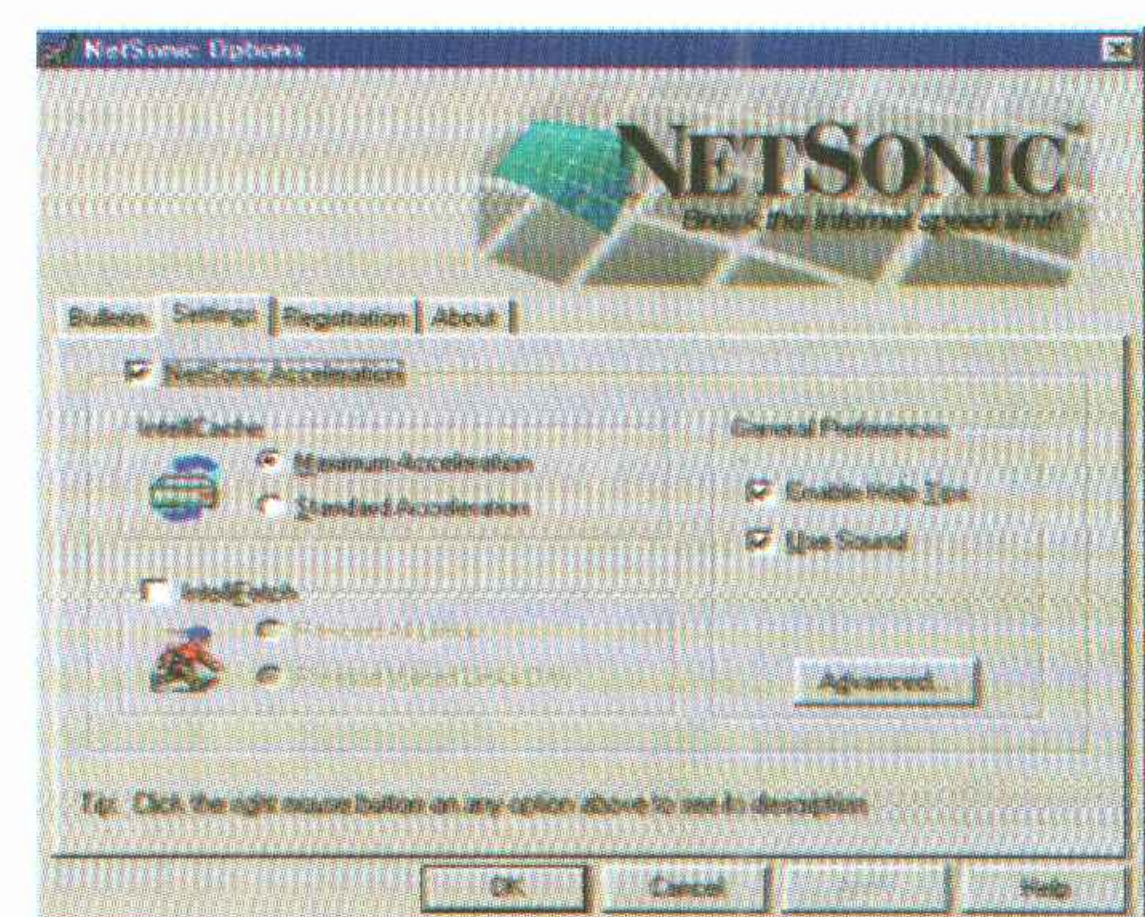 NetSonic Options
NETSONIC™
Break the Internet speed limit!
Bulletin Settings Registration About
NetSonic Acceleration
IntelliCache
Maximum Acceleration
Standard Acceleration
General Preferences
Enable Help Tips
Use Sound
IntelliFetch
Advanced...
Tip: Click the right mouse button on any option above to see its description
OK Cancel Help